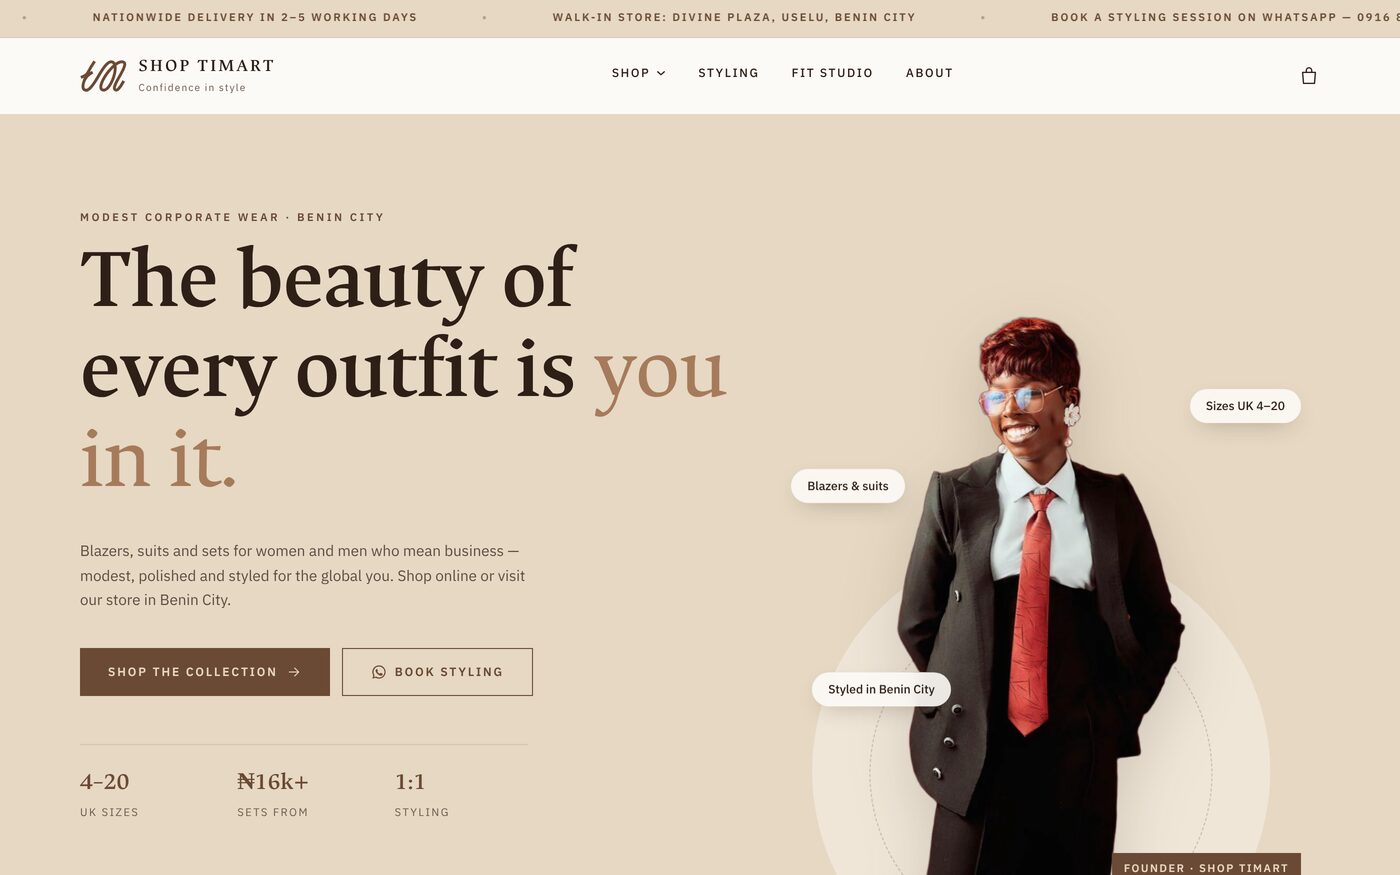 NATIONWIDE DELIVERY IN 2–5 WORKING DAYS • WALK-IN STORE: DIVINE PLAZA, USELU, BENIN CITY • BOOK A STYLING SESSION ON WHATSAPP — 0916
SHOP TIMART
Confidence in style
SHOP STYLING FIT STUDIO ABOUT
MODEST CORPORATE WEAR · BENIN CITY
The beauty of
every outfit is you
in it.
Sizes UK 4–20
Blazers & suits
Blazers, suits and sets for women and men who mean business —
modest, polished and styled for the global you. Shop online or visit
our store in Benin City.
SHOP THE COLLECTION → BOOK STYLING
Styled in Benin City
4–20 ₦16k+ 1:1
UK SIZES SETS FROM STYLING
FOUNDER · SHOP TIMART